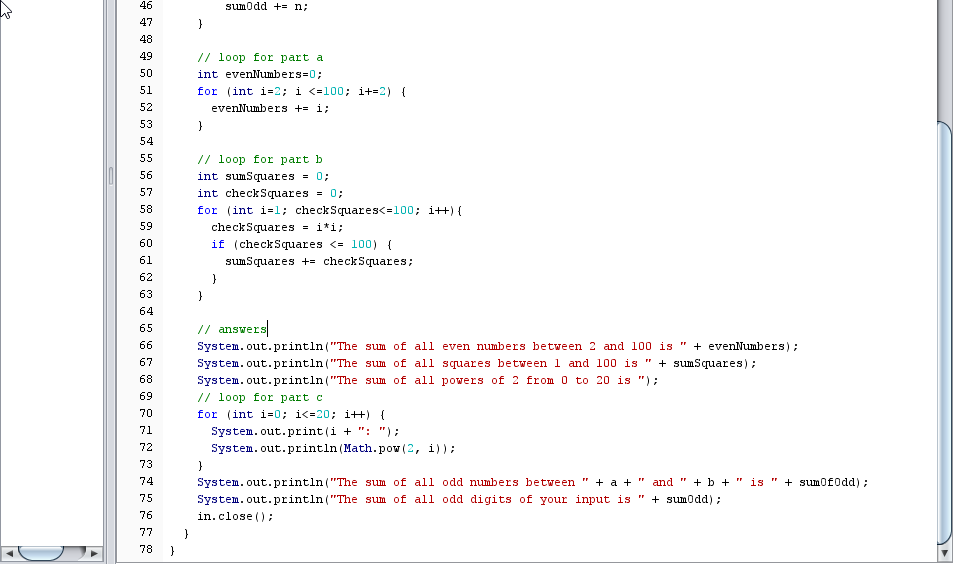 46 sumOdd += n;
47 }
48
49 // loop for part a
50 int evenNumbers=0;
51 for (int i=2; i <=100; i+=2) {
52 evenNumbers += i;
53 }
54
55 // loop for part b
56 int sumSquares = 0;
57 int checkSquares = 0;
58 for (int i=1; checkSquares<=100; i++){
59 checkSquares = i*i;
60 if (checkSquares <= 100) {
61 sumSquares += checkSquares;
62 }
63 }
64
65 // answers
66 System.out.println("The sum of all even numbers between 2 and 100 is " + evenNumbers);
67 System.out.println("The sum of all squares between 1 and 100 is " + sumSquares);
68 System.out.println("The sum of all powers of 2 from 0 to 20 is ");
69 // loop for part c
70 for (int i=0; i<=20; i++) {
71 System.out.print(i + ": ");
72 System.out.println(Math.pow(2, i));
73 }
74 System.out.println("The sum of all odd numbers between " + a + " and " + b + " is " + sumOfOdd);
75 System.out.println("The sum of all odd digits of your input is " + sumOdd);
76 in.close();
77 }
78 }